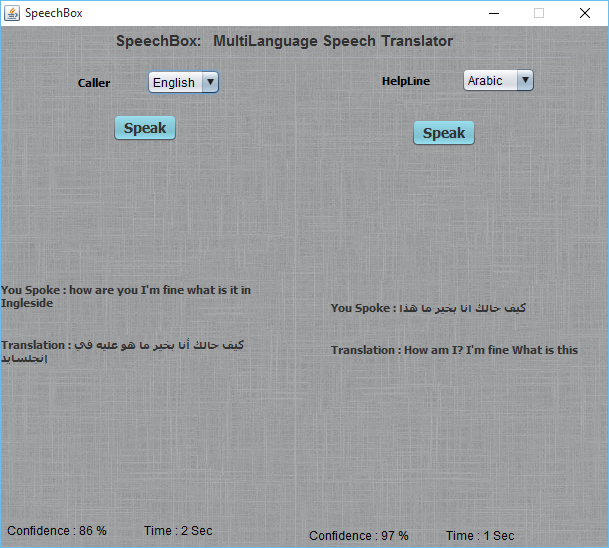 SpeechBox
SpeechBox: MultiLanguage Speech Translator
Caller
English
HelpLine
Arabic
Speak
Speak
You Spoke : how are you I'm fine what is it in
Ingleside
Translation : كيف حالك أنا بخير ما هو عليه في
إنجلسايد
You Spoke : كيف حالك انا بخير ما هذا
Translation : How am I? I'm fine What is this
Confidence : 86 %
Time : 2 Sec
Confidence : 97 %
Time : 1 Sec